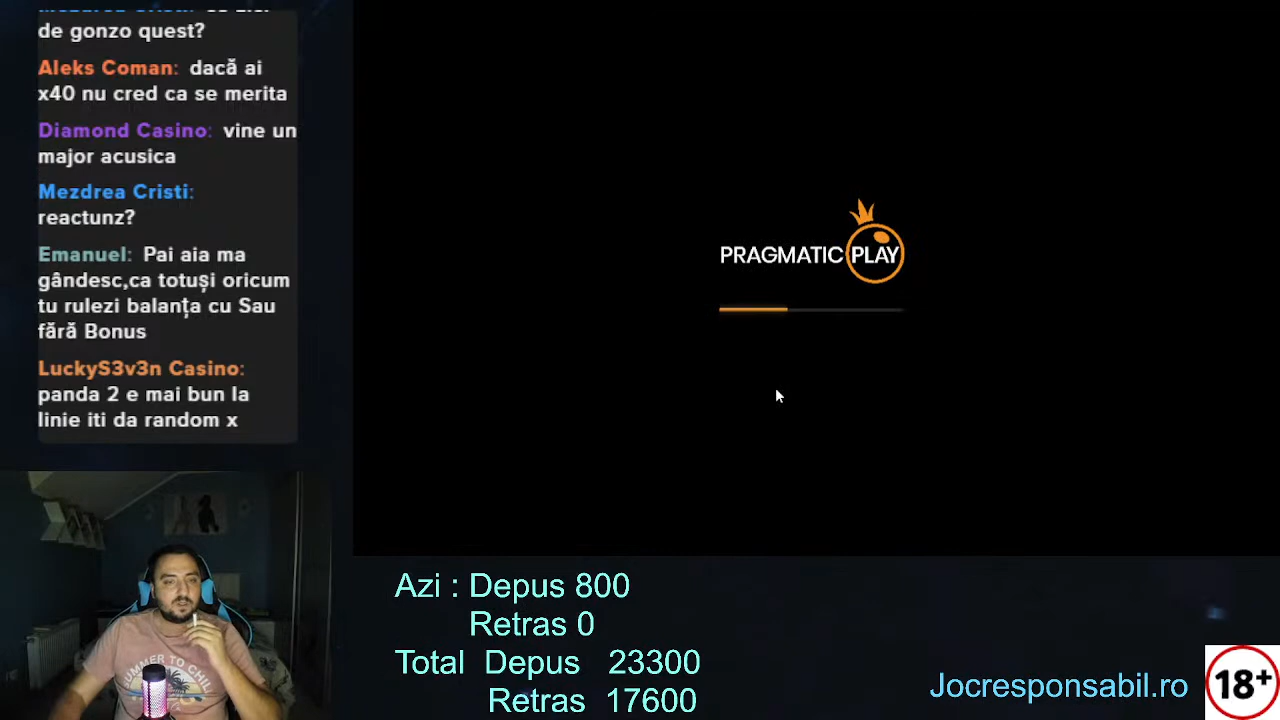 de gonzo quest?
Aleks Coman: dacă ai
x40 nu cred ca se merita
Diamond Casino: vine un
major acusica
Mezdrea Cristi:
reactunz?
Emanuel: Pai aia ma
gândesc,ca totuși oricum
tu rulezi balanța cu Sau
fără Bonus
LuckyS3v3n Casino:
panda 2 e mai bun la
linie iti da random x
PRAGMATIC PLAY
Azi : Depus 800
Retras 0
Total Depus 23300
Retras 17600
Jocresponsabil.ro
18+
SUMMER TO CHILL